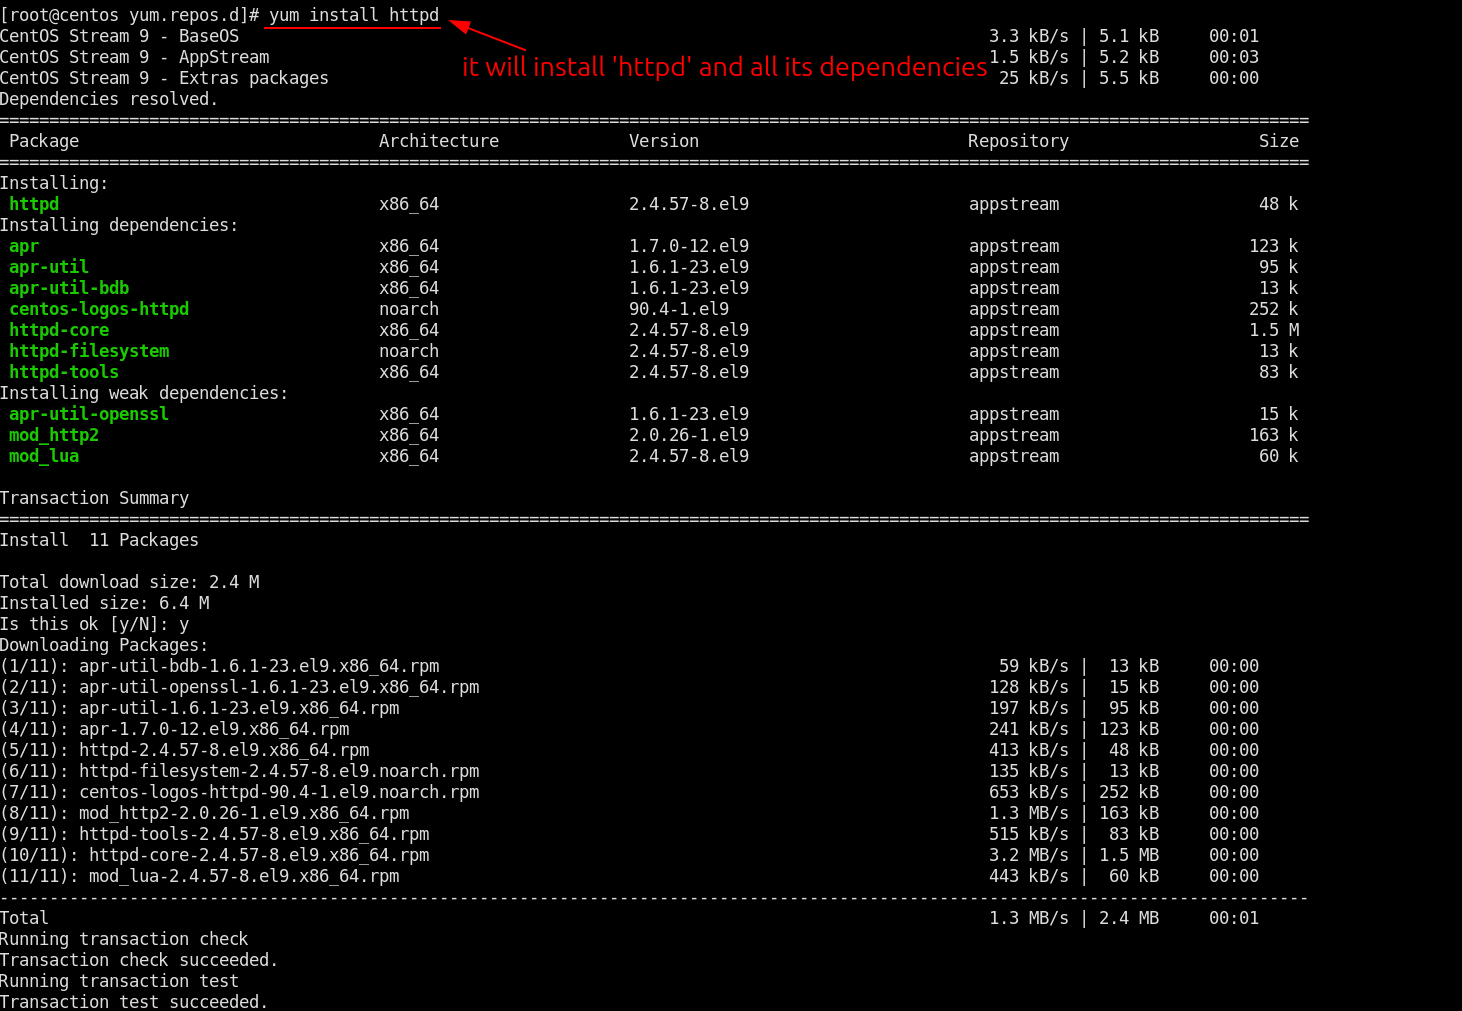 [root@centos yum.repos.d]# yum install httpd
CentOS Stream 9 - BaseOS 3.3 kB/s | 5.1 kB 00:01
CentOS Stream 9 - AppStream 1.5 kB/s | 5.2 kB 00:03
it will install 'httpd' and all its dependencies
CentOS Stream 9 - Extras packages 25 kB/s | 5.5 kB 00:00
Dependencies resolved.
===================================================================================================================================
Package Architecture Version Repository Size
===================================================================================================================================
Installing:
httpd x86_64 2.4.57-8.el9 appstream 48 k
Installing dependencies:
apr x86_64 1.7.0-12.el9 appstream 123 k
apr-util x86_64 1.6.1-23.el9 appstream 95 k
apr-util-bdb x86_64 1.6.1-23.el9 appstream 13 k
centos-logos-httpd noarch 90.4-1.el9 appstream 252 k
httpd-core x86_64 2.4.57-8.el9 appstream 1.5 M
httpd-filesystem noarch 2.4.57-8.el9 appstream 13 k
httpd-tools x86_64 2.4.57-8.el9 appstream 83 k
Installing weak dependencies:
apr-util-openssl x86_64 1.6.1-23.el9 appstream 15 k
mod_http2 x86_64 2.0.26-1.el9 appstream 163 k
mod_lua x86_64 2.4.57-8.el9 appstream 60 k
Transaction Summary
===================================================================================================================================
Install  11 Packages
Total download size: 2.4 M
Installed size: 6.4 M
Is this ok [y/N]: y
Downloading Packages:
(1/11): apr-util-bdb-1.6.1-23.el9.x86_64.rpm 59 kB/s | 13 kB 00:00
(2/11): apr-util-openssl-1.6.1-23.el9.x86_64.rpm 128 kB/s | 15 kB 00:00
(3/11): apr-util-1.6.1-23.el9.x86_64.rpm 197 kB/s | 95 kB 00:00
(4/11): apr-1.7.0-12.el9.x86_64.rpm 241 kB/s | 123 kB 00:00
(5/11): httpd-2.4.57-8.el9.x86_64.rpm 413 kB/s | 48 kB 00:00
(6/11): httpd-filesystem-2.4.57-8.el9.noarch.rpm 135 kB/s | 13 kB 00:00
(7/11): centos-logos-httpd-90.4-1.el9.noarch.rpm 653 kB/s | 252 kB 00:00
(8/11): mod_http2-2.0.26-1.el9.x86_64.rpm 1.3 MB/s | 163 kB 00:00
(9/11): httpd-tools-2.4.57-8.el9.x86_64.rpm 515 kB/s | 83 kB 00:00
(10/11): httpd-core-2.4.57-8.el9.x86_64.rpm 3.2 MB/s | 1.5 MB 00:00
(11/11): mod_lua-2.4.57-8.el9.x86_64.rpm 443 kB/s | 60 kB 00:00
-----------------------------------------------------------------------------------------------------------------------------------
Total 1.3 MB/s | 2.4 MB 00:01
Running transaction check
Transaction check succeeded.
Running transaction test
Transaction test succeeded.